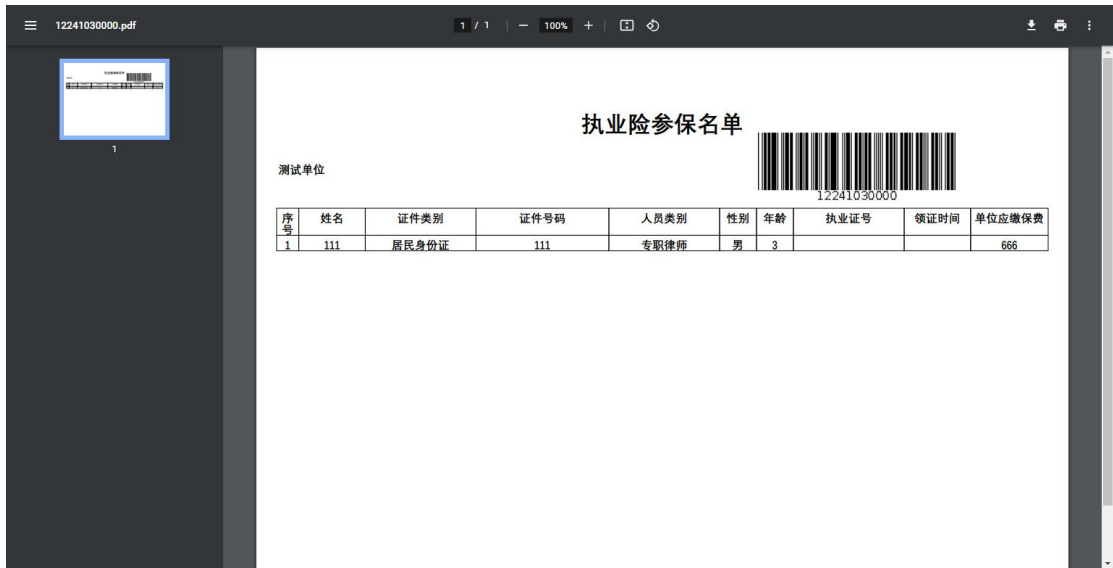 12241030000.pdf
1 / 1
100%
1
执业险参保名单
测试单位
12241030000
序号 姓名 证件类别 证件号码 人员类别 性别 年龄 执业证号 领证时间 单位应缴保费
1 111 居民身份证 111 专职律师 男 3 666